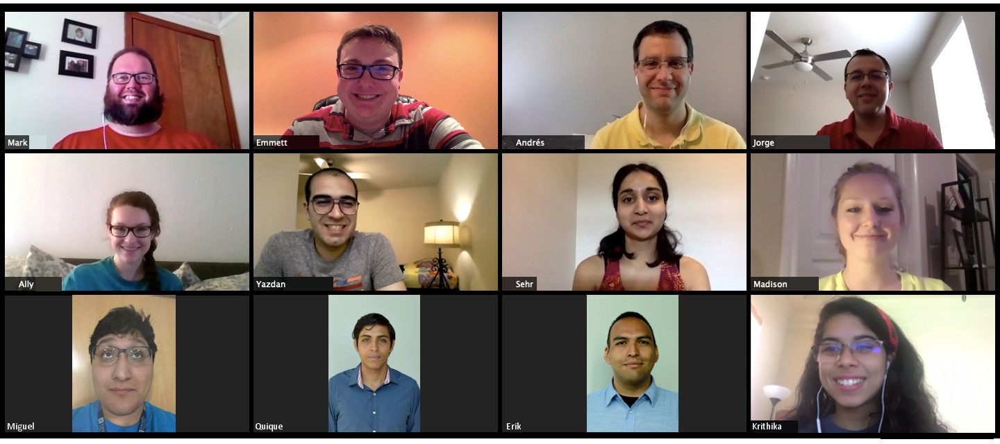 Mark
Emmett
Andrés
Jorge
Ally
Yazdan
Sehr
Madison
Miguel
Quique
Erik
Krithika